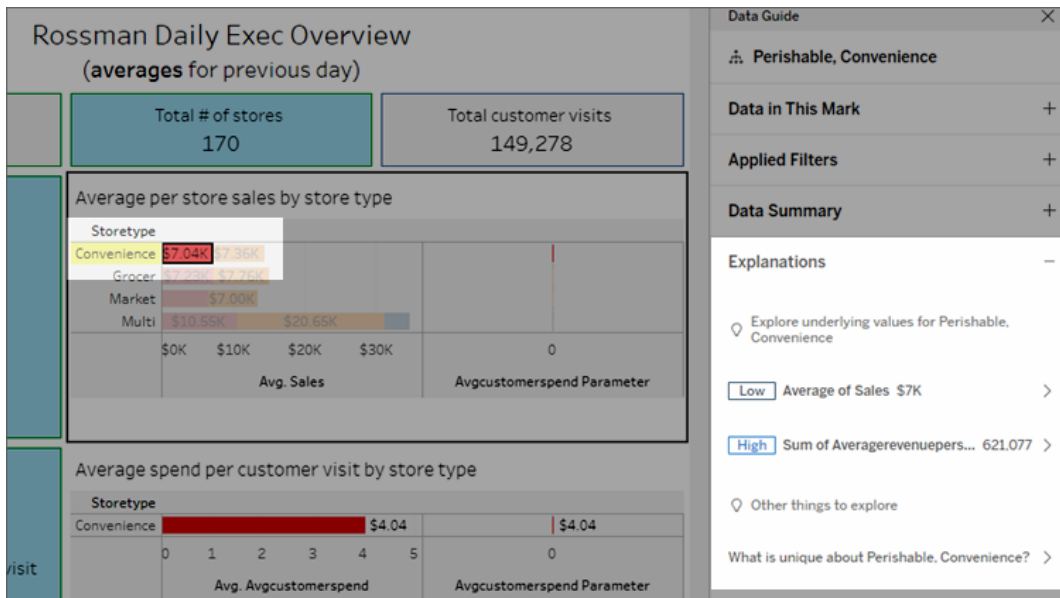 Rossman Daily Exec Overview
(averages for previous day)
Total # of stores
170
Total customer visits
149,278
Average per store sales by store type
Storetype
Convenience $7.04K $7.36K
Grocer $7.23K $7.76K
Market $7.00K
Multi $10.55K $20.65K
$0K $10K $20K $30K 0
Avg. Sales Avgcustomerspend Parameter
Average spend per customer visit by store type
Storetype
Convenience $4.04 $4.04
0 1 2 3 4 5 0
Avg. Avgcustomerspend Avgcustomerspend Parameter
visit
Data Guide
Perishable, Convenience
Data in This Mark
Applied Filters
Data Summary
Explanations
Explore underlying values for Perishable,
Convenience
Low Average of Sales $7K
High Sum of Averagerevenuepers... 621,077
Other things to explore
What is unique about Perishable, Convenience?